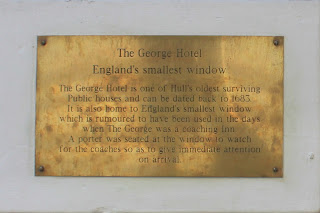 The George Hotel
England's smallest window
The George Hotel is one of Hull's oldest surviving
Public houses and can be dated back to 1683.
It is also home to England's smallest window
which is rumoured to have been used in the days
when The George was a coaching Inn.
A porter was seated at the window to watch
for the coaches so as to give immediate attention
on arrival.